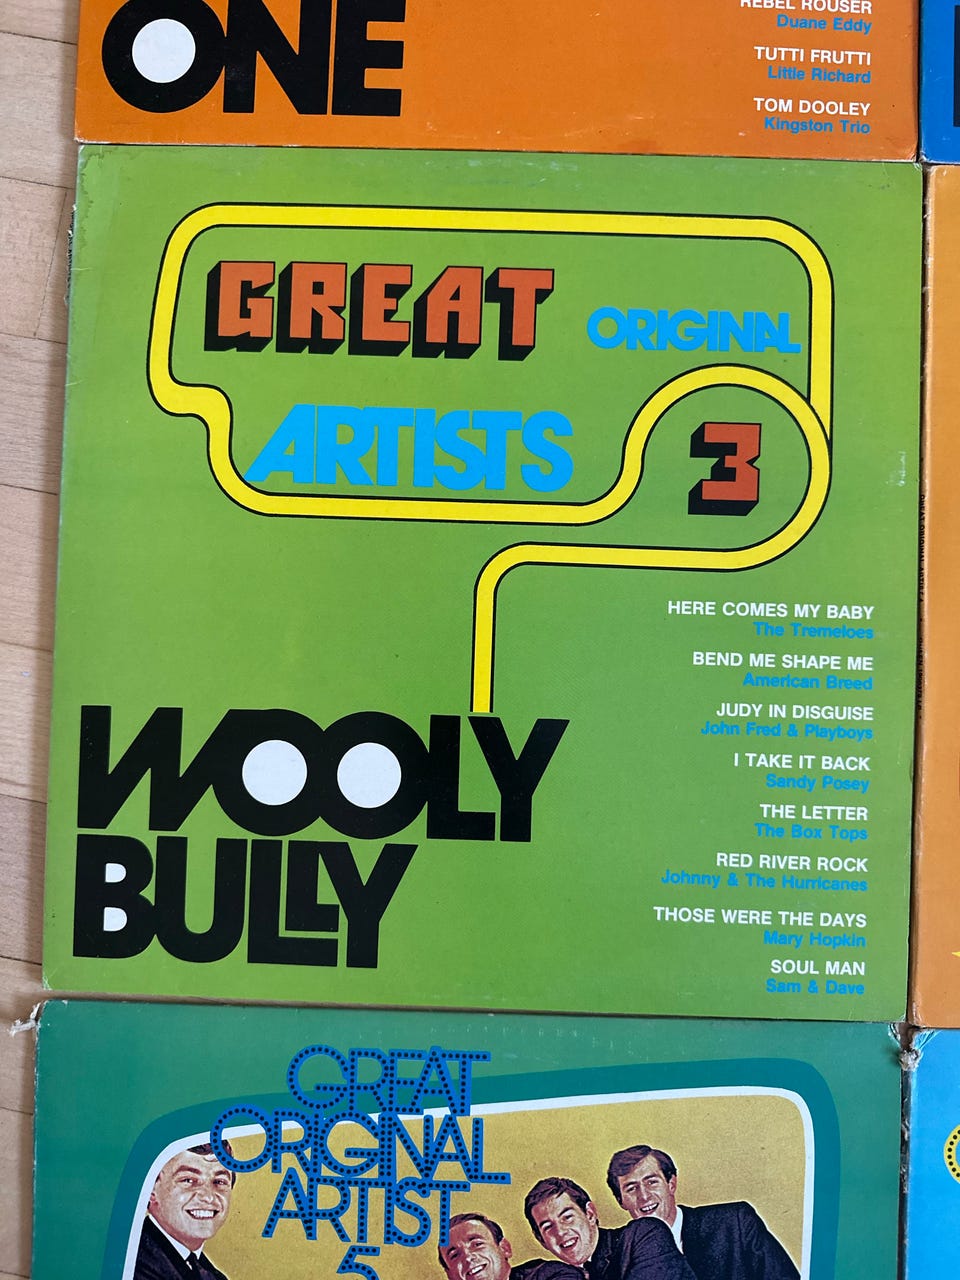 ONE
REBEL ROUSER
Duane Eddy
TUTTI FRUTTI
Little Richard
TOM DOOLEY
Kingston Trio
GREAT
ORIGINAL
ARTISTS
3
HERE COMES MY BABY
The Tremeloes
BEND ME SHAPE ME
American Breed
JUDY IN DISGUISE
John Fred & Playboys
I TAKE IT BACK
Sandy Posey
THE LETTER
The Box Tops
RED RIVER ROCK
Johnny & The Hurricanes
THOSE WERE THE DAYS
Mary Hopkin
SOUL MAN
Sam & Dave
WOOLY
BULLY
GREAT
ORIGINAL
ARTIST
5